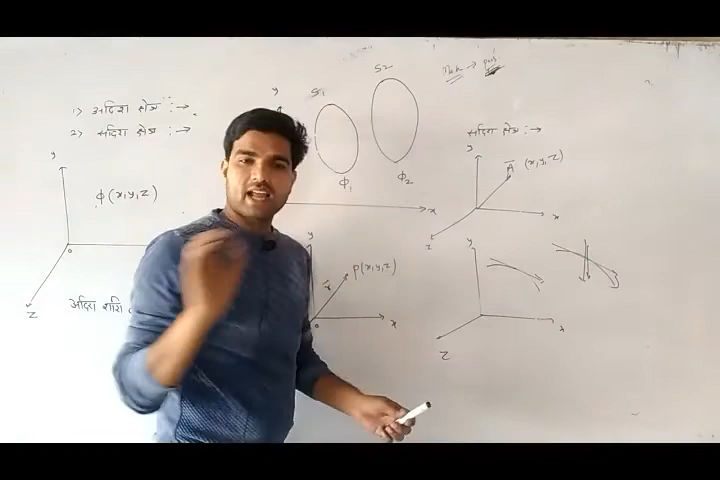 1) अदिश क्षेत्र :→
2) सदिश क्षेत्र :→
y
ϕ(x,y,z)
o
Z
अदिश राशि
y
S1
S2
ϕ1
ϕ2
x
y
r⃗
P(x,y,z)
o
x
सदिश क्षेत्र :→
y
A⃗ (x,y,z)
x
z
y
x
Z